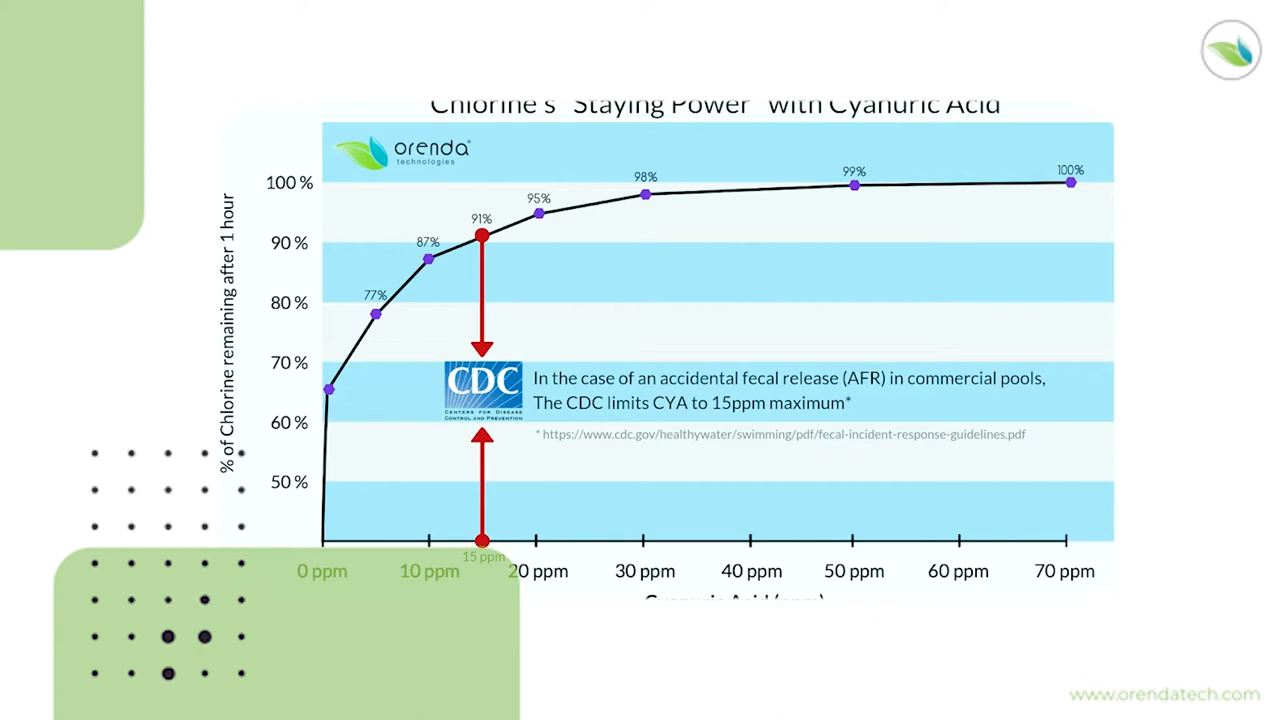 Chlorine's "Staying Power" with Cyanuric Acid
orenda
technologies
% of Chlorine remaining after 1 hour
100 %
90 %
80 %
70 %
60 %
50 %
77%
87%
91%
95%
98%
99%
100%
CDC
CENTERS FOR DISEASE
CONTROL AND PREVENTION
In the case of an accidental fecal release (AFR) in commercial pools,
The CDC limits CYA to 15ppm maximum*
* https://www.cdc.gov/healthywater/swimming/pdf/fecal-incident-response-guidelines.pdf
15 ppm
0 ppm 10 ppm 20 ppm 30 ppm 40 ppm 50 ppm 60 ppm 70 ppm
Cyanuric Acid (ppm)
www.orendatech.com